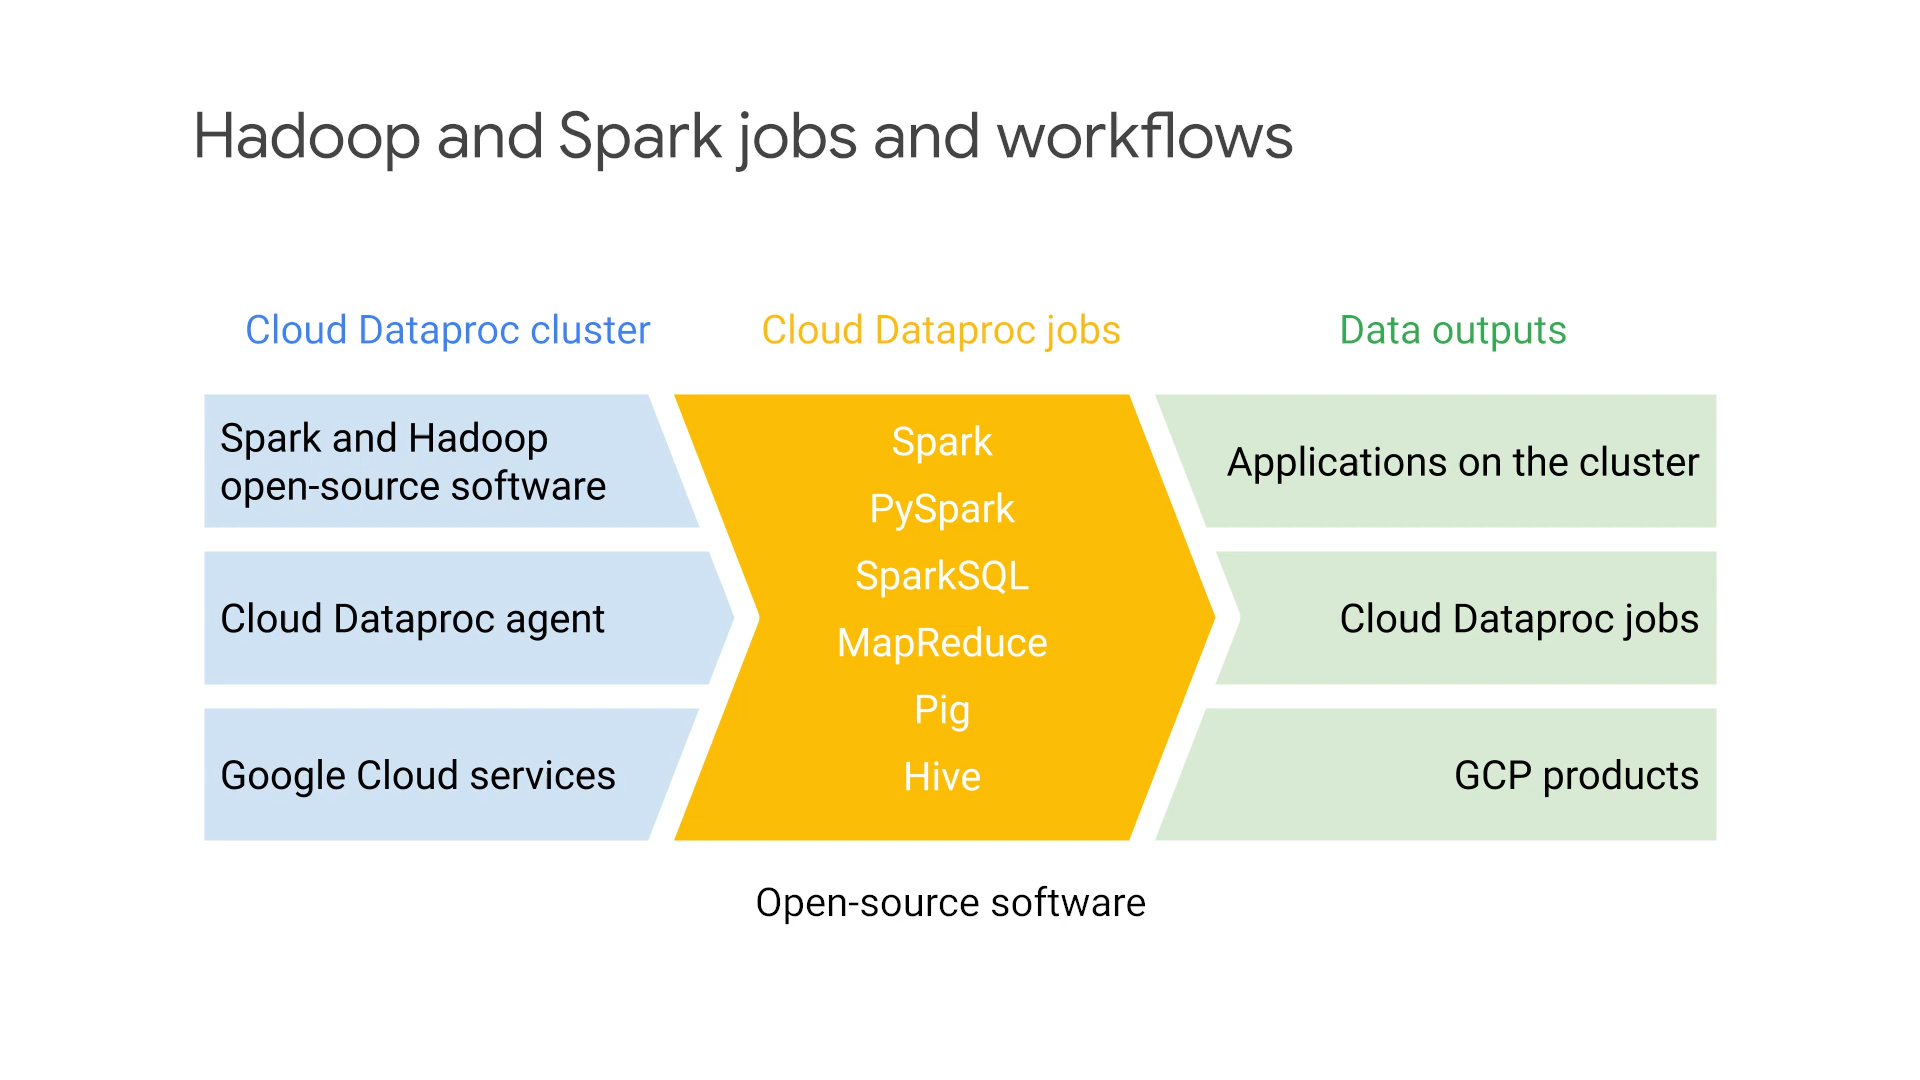 Hadoop and Spark jobs and workflows
Cloud Dataproc cluster
Spark and Hadoop
open-source software
Cloud Dataproc agent
Google Cloud services
Cloud Dataproc jobs
Spark
PySpark
SparkSQL
MapReduce
Pig
Hive
Open-source software
Data outputs
Applications on the cluster
Cloud Dataproc jobs
GCP products